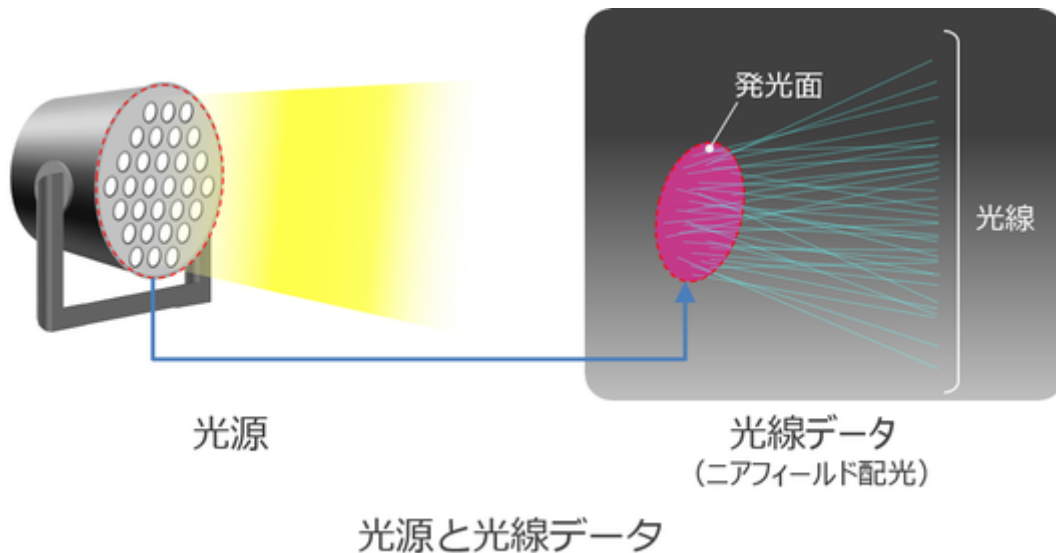 発光面
光線
光源
光線データ
（ニアフィールド配光）
光源と光線データ